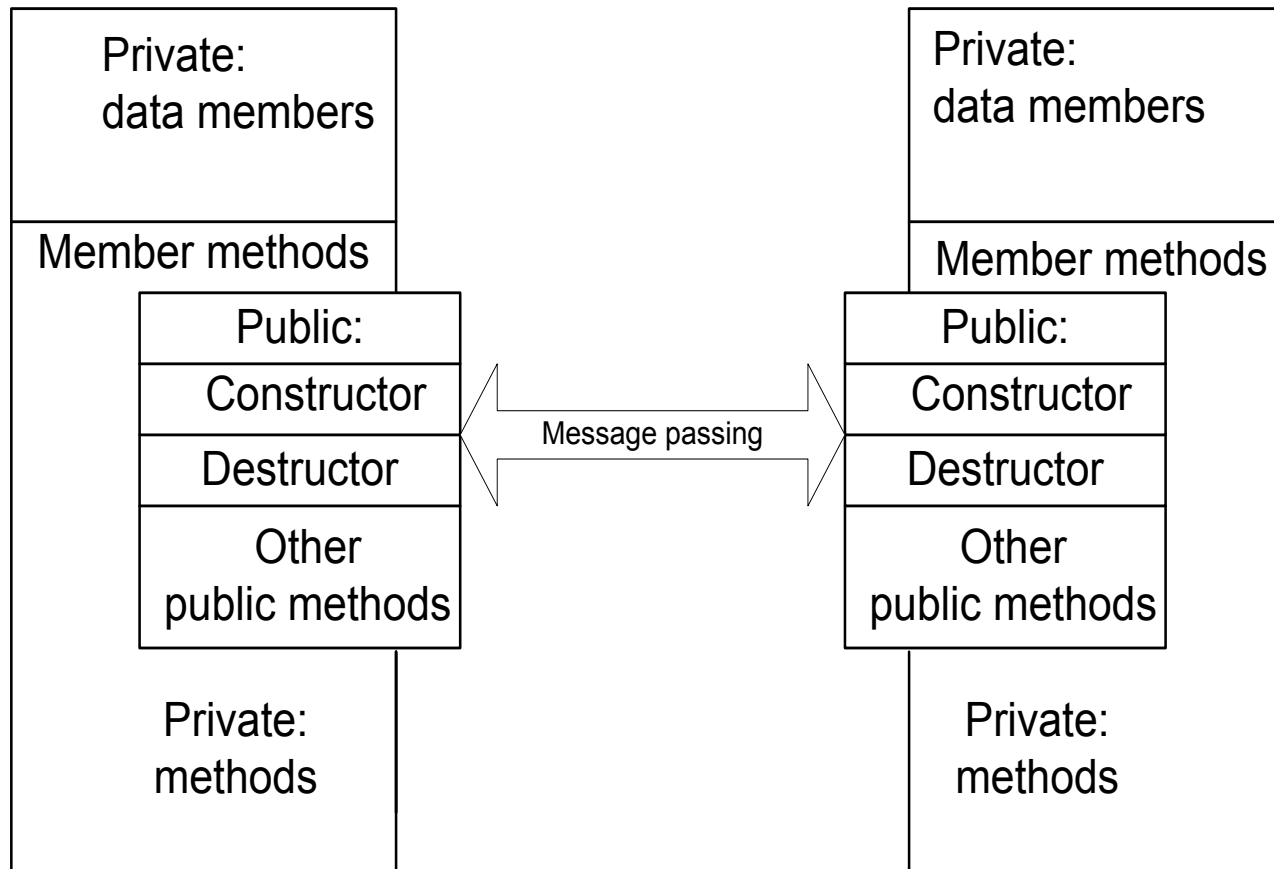 Private:
data members
Member methods
Public:
Constructor
Destructor
Other
public methods
Private:
methods
Message passing
Private:
data members
Member methods
Public:
Constructor
Destructor
Other
public methods
Private:
methods